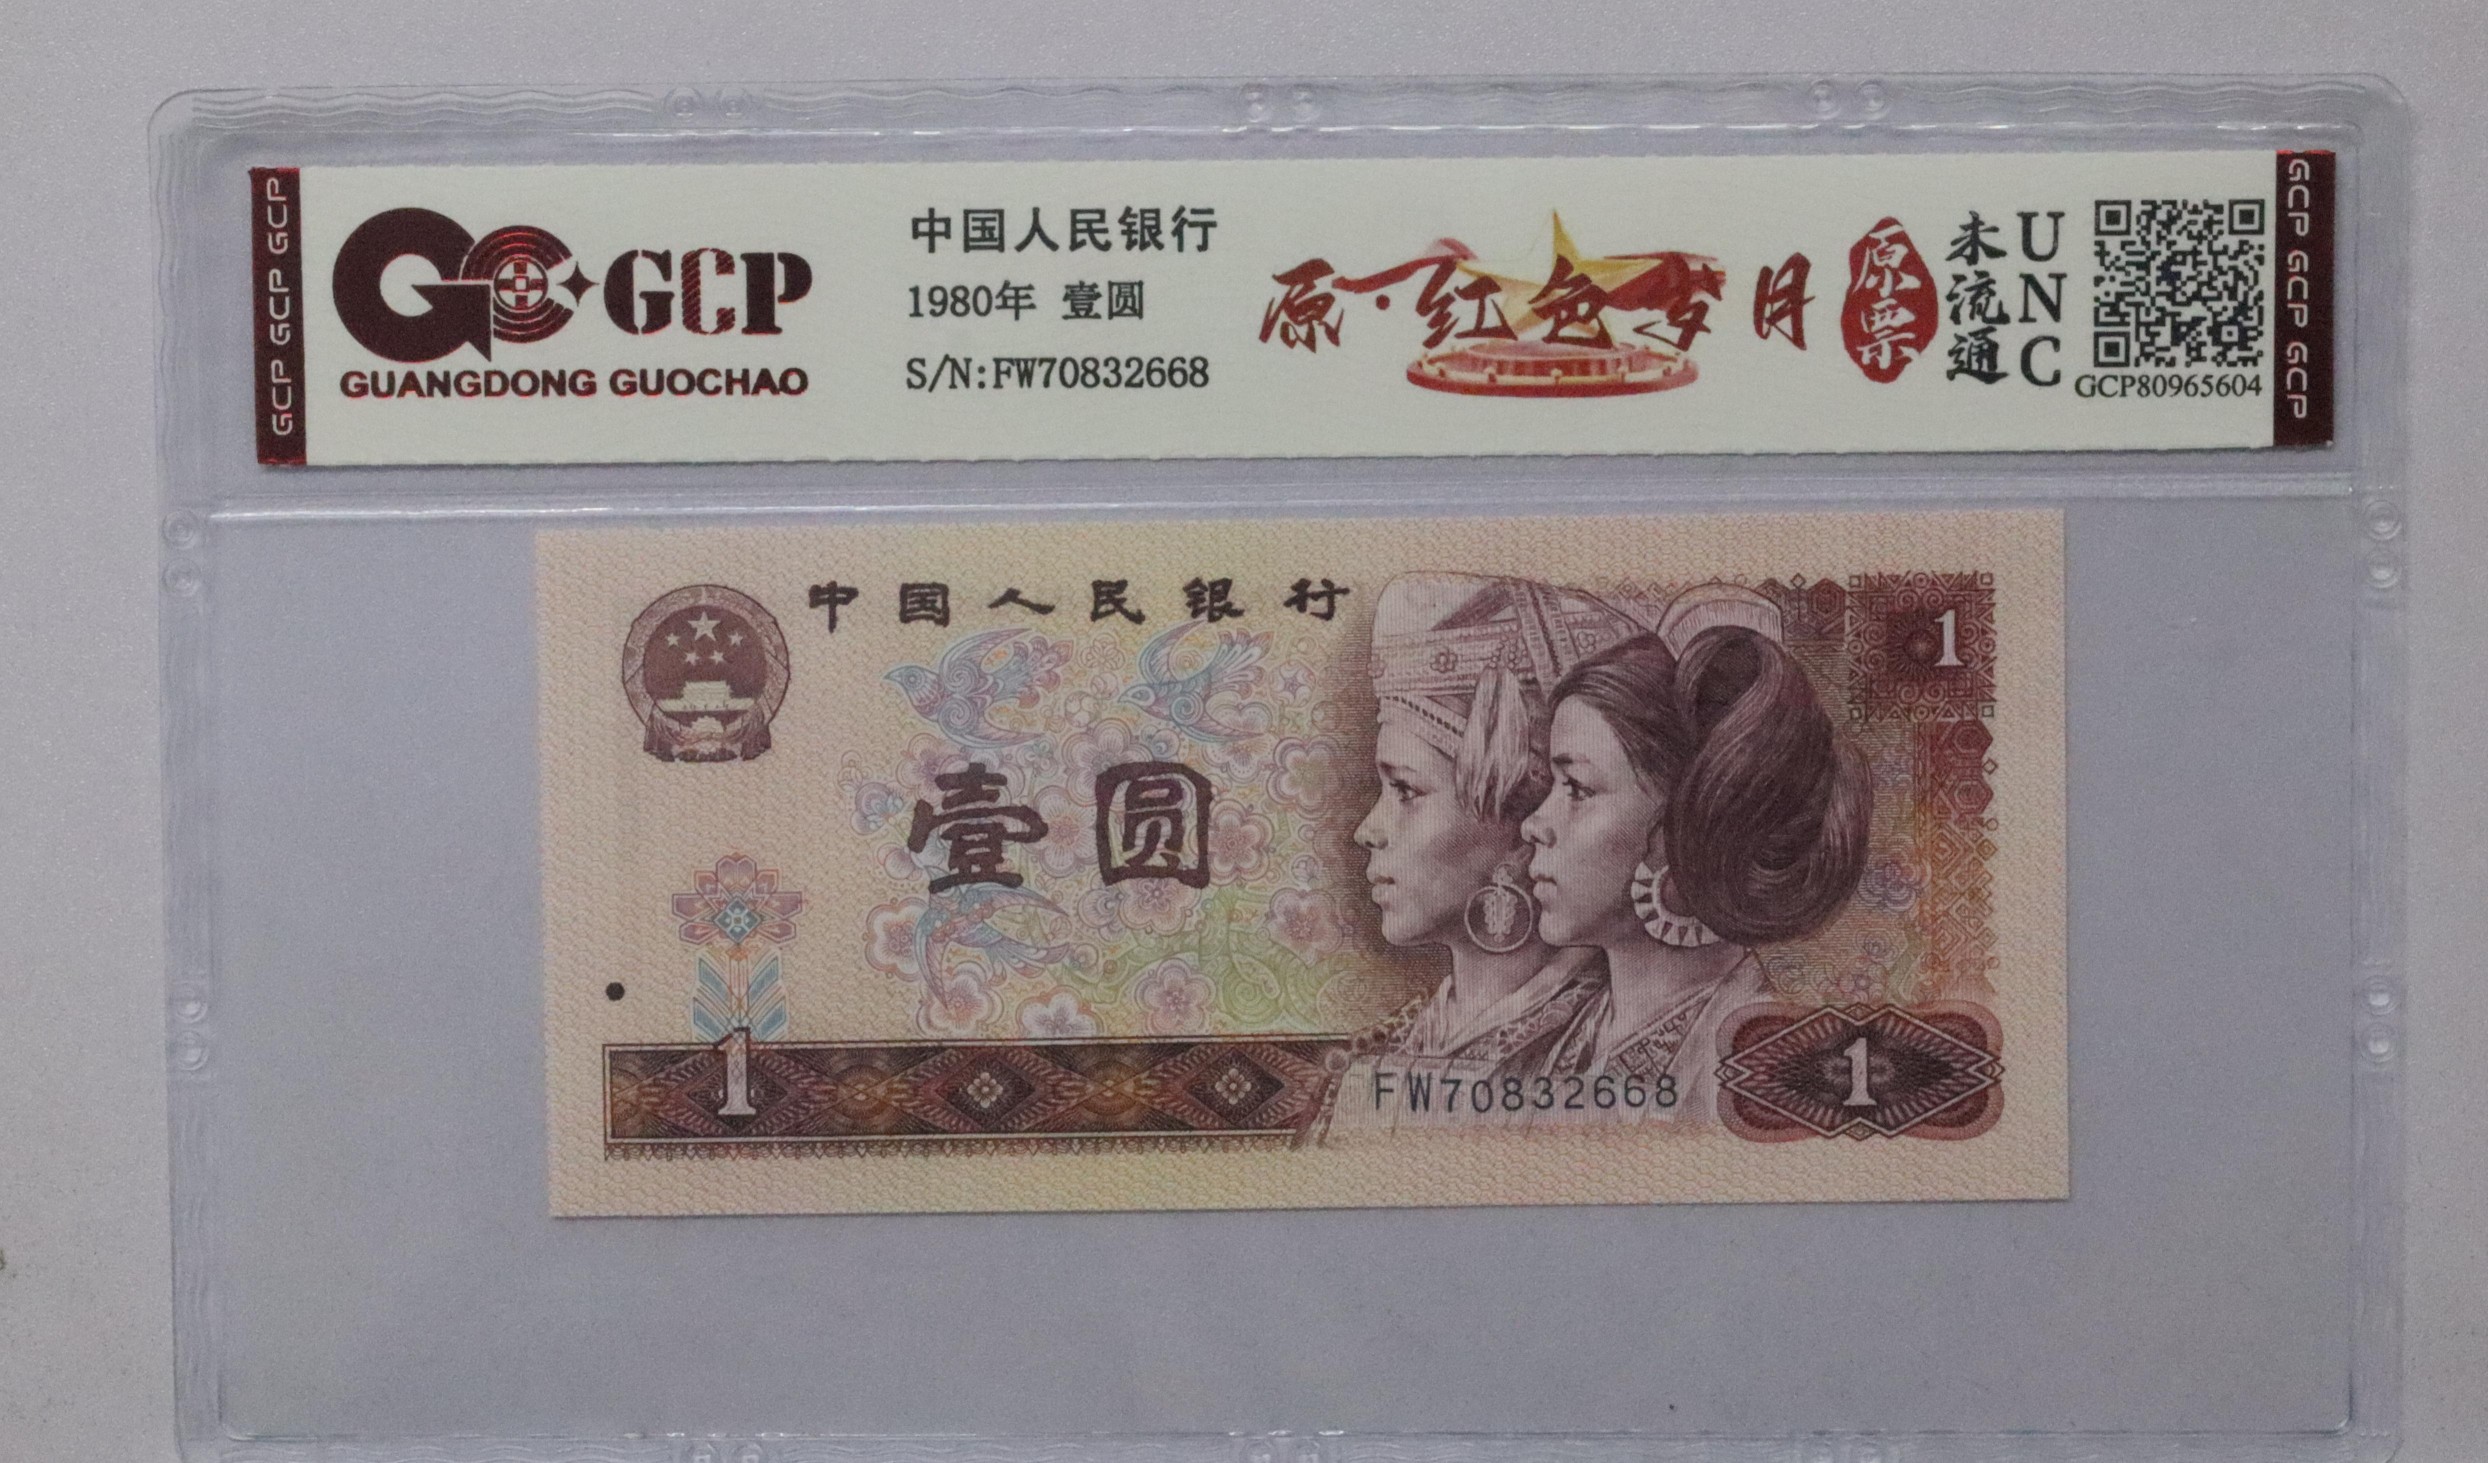 GCP GCP GCP
GCP
GUANGDONG GUOCHAO
中国人民银行
1980年 壹圆
S/N:FW70832668
原·红色岁月
原票
未流通
UNC
GCP80965604
GCP GCP GCP
中国人民银行
1
壹圆
1
FW70832668
1